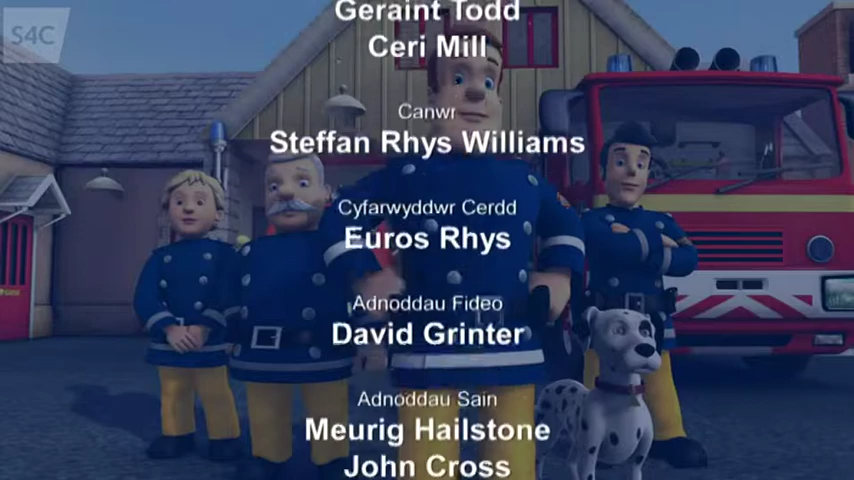 S4C
Geraint Todd
Ceri Mill
Canwr
Steffan Rhys Williams
Cyfarwyddwr Cerdd
Euros Rhys
Adnoddau Fideo
David Grinter
Adnoddau Sain
Meurig Hailstone
John Cross